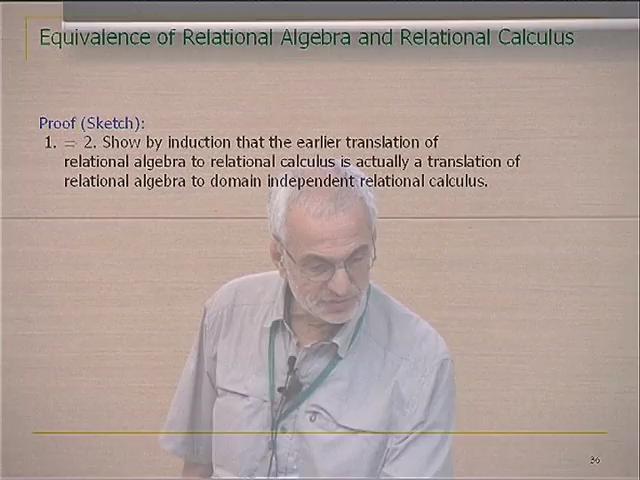 Equivalence of Relational Algebra and Relational Calculus
Proof (Sketch):
1. = 2. Show by induction that the earlier translation of
relational algebra to relational calculus is actually a translation of
relational algebra to domain independent relational calculus.
36